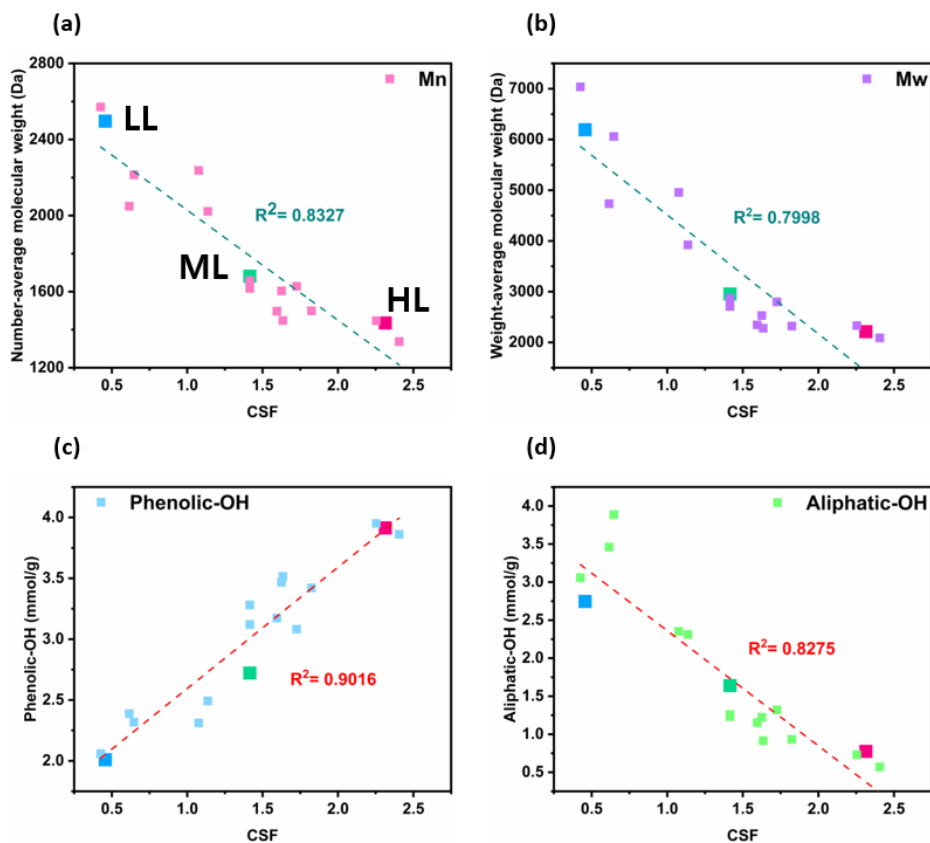 (a)
Number-average molecular weight (Da)
2800
2400
2000
1600
1200
Mn
LL
R²= 0.8327
ML
HL
0.5 1.0 1.5 2.0 2.5
CSF
(b)
Weight-average molecular weight (Da)
7000
6000
5000
4000
3000
2000
Mw
R²= 0.7998
0.5 1.0 1.5 2.0 2.5
CSF
(c)
Phenolic-OH (mmol/g)
4.0
3.5
3.0
2.5
2.0
Phenolic-OH
R²= 0.9016
0.5 1.0 1.5 2.0 2.5
CSF
(d)
Aliphatic-OH (mmol/g)
4.0
3.5
3.0
2.5
2.0
1.5
1.0
0.5
Aliphatic-OH
R²= 0.8275
0.5 1.0 1.5 2.0 2.5
CSF